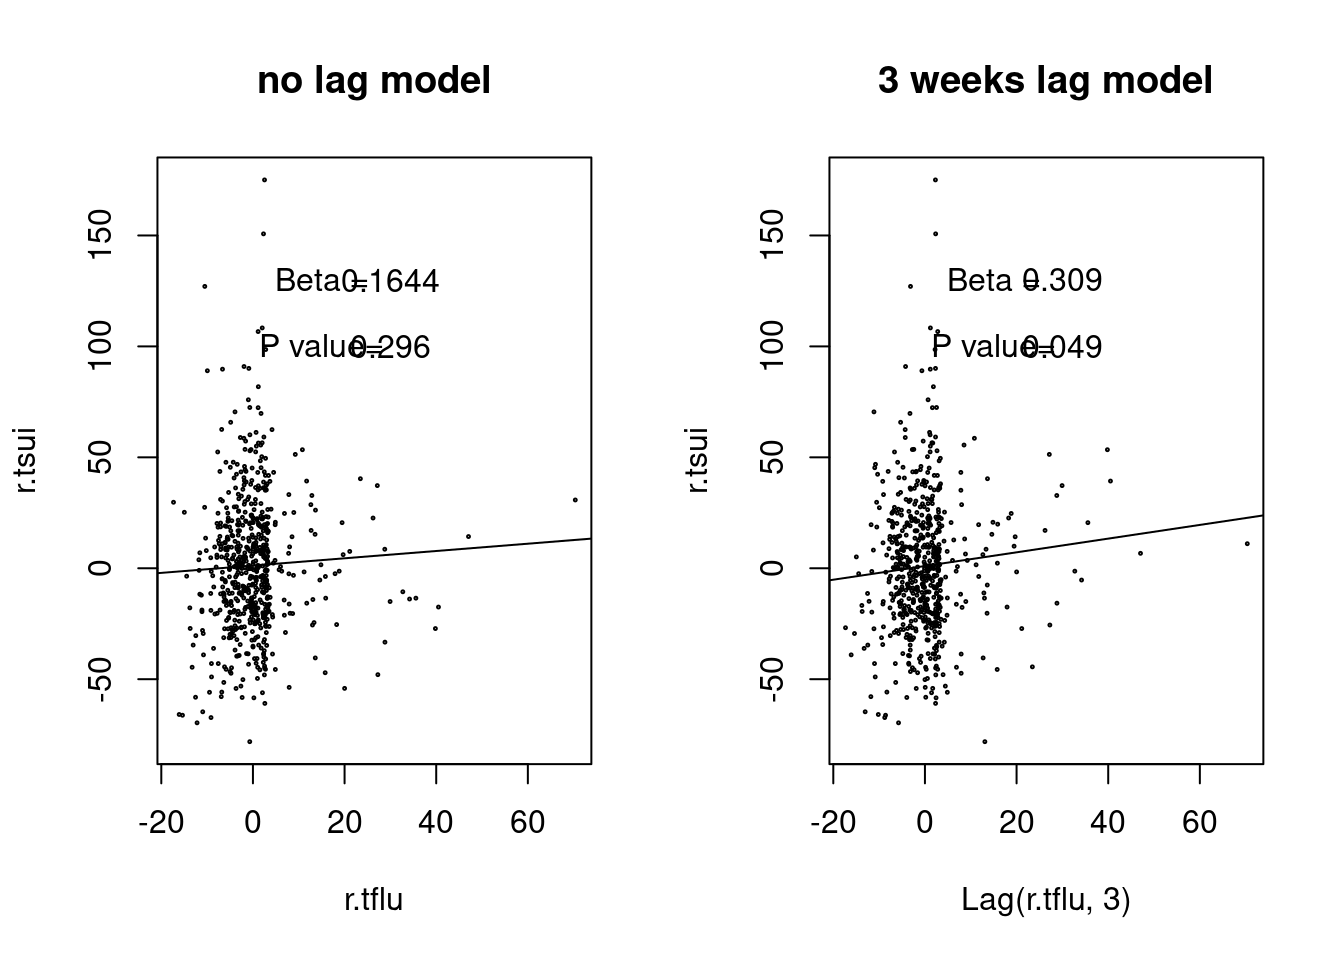 no lag model
r.tsui
150
100
50
0
-50
Beta = 0.1644
P value= 0.296
-20 0 20 40 60
r.tflu
3 weeks lag model
r.tsui
150
100
50
0
-50
Beta = 0.309
P value= 0.049
-20 0 20 40 60
Lag(r.tflu, 3)